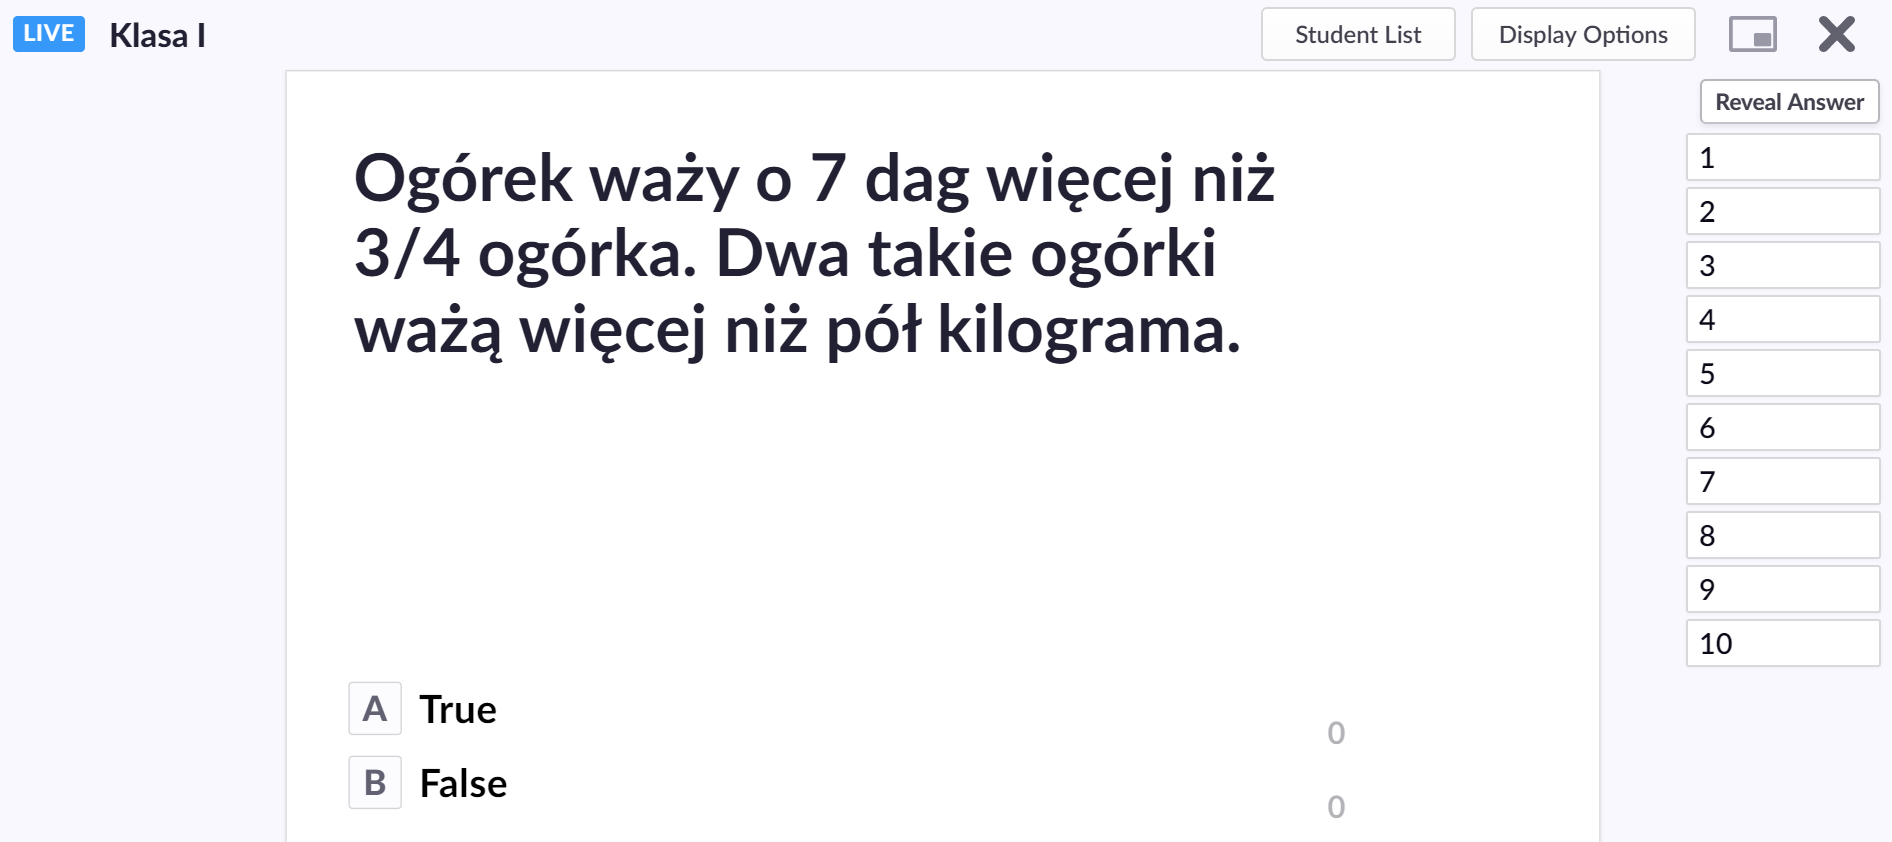 LIVE Klasa I Student List Display Options
Reveal Answer
Ogórek waży o 7 dag więcej niż
3/4 ogórka. Dwa takie ogórki
ważą więcej niż pół kilograma.
A True 0
B False 0
1
2
3
4
5
6
7
8
9
10